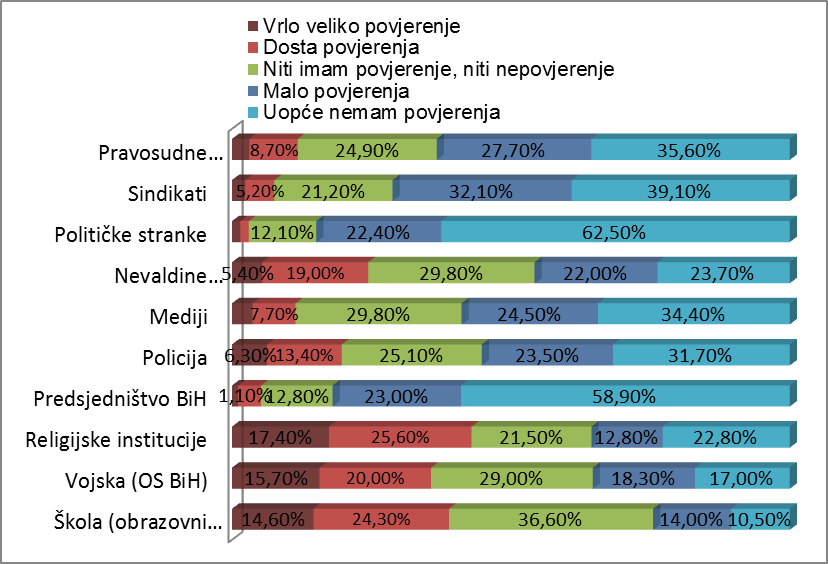 Vrlo veliko povjerenje
Dosta povjerenja
Niti imam povjerenje, niti nepovjerenje
Malo povjerenja
Uopće nemam povjerenja
Pravosudne... 8,70% 24,90% 27,70% 35,60%
Sindikati 5,20% 21,20% 32,10% 39,10%
Političke stranke 12,10% 22,40% 62,50%
Nevaldine... 5,40% 19,00% 29,80% 22,00% 23,70%
Mediji 7,70% 29,80% 24,50% 34,40%
Policija 6,30% 13,40% 25,10% 23,50% 31,70%
Predsjedništvo BiH 1,10% 12,80% 23,00% 58,90%
Religijske institucije 17,40% 25,60% 21,50% 12,80% 22,80%
Vojska (OS BiH) 15,70% 20,00% 29,00% 18,30% 17,00%
Škola (obrazovni... 14,60% 24,30% 36,60% 14,00% 10,50%